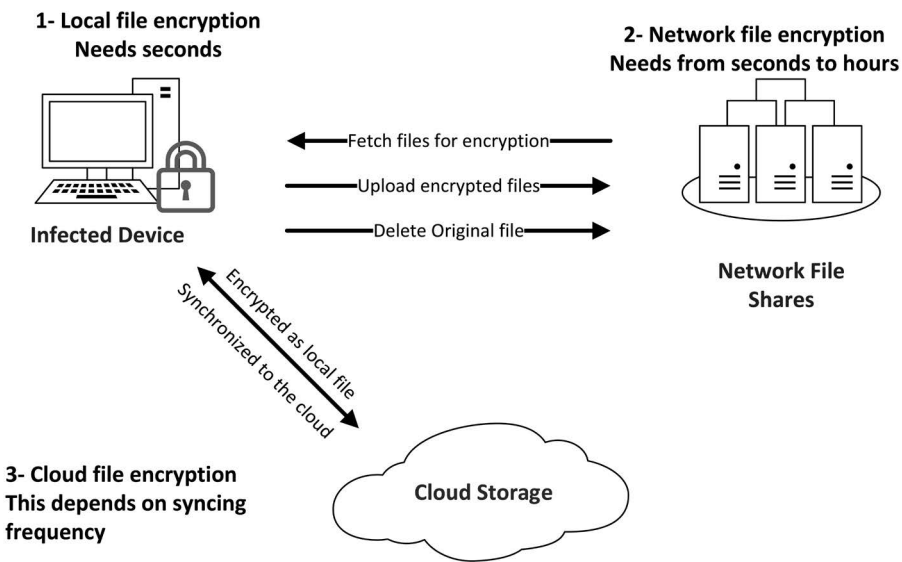 1- Local file encryption
Needs seconds
2- Network file encryption
Needs from seconds to hours
Fetch files for encryption
Upload encrypted files
Delete Original file
Infected Device
Network File
Shares
Encrypted as local file
Synchronized to the cloud
3- Cloud file encryption
This depends on syncing
frequency
Cloud Storage